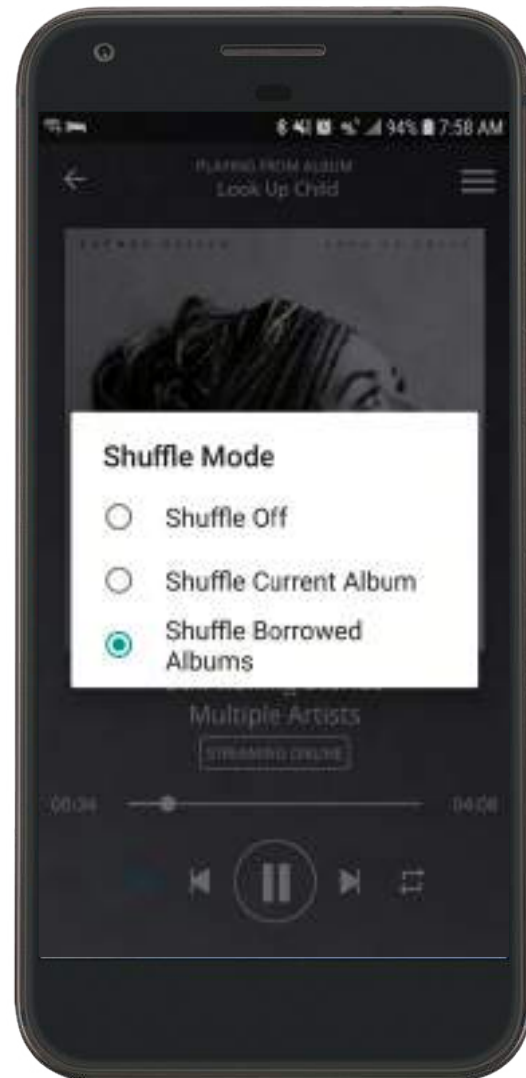 94% 7:58 AM
PLAYING FROM ALBUM
Look Up Child
Shuffle Mode
Shuffle Off
Shuffle Current Album
Shuffle Borrowed
Albums
Multiple Artists
STREAMING ONLINE
00:34
04:08